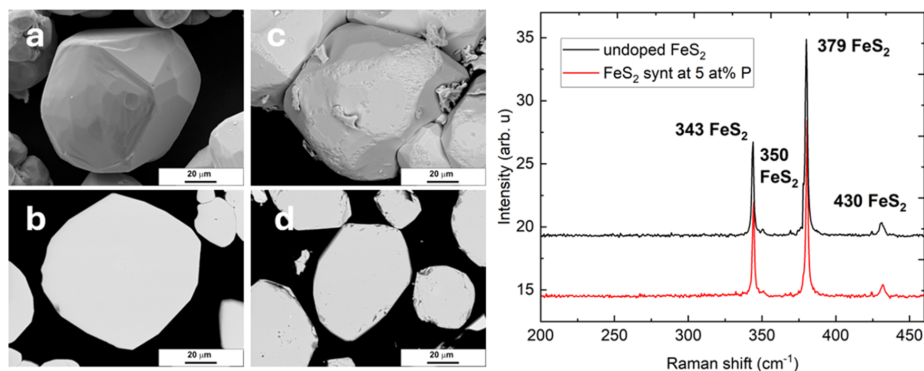 a
20 μm
c
20 μm
b
20 μm
d
20 μm
Intensity (arb. u)
35
30
25
20
15
undoped FeS₂
FeS₂ synt at 5 at% P
379 FeS₂
343 FeS₂
350
FeS₂
430 FeS₂
200
250
300
350
400
450
Raman shift (cm⁻¹)